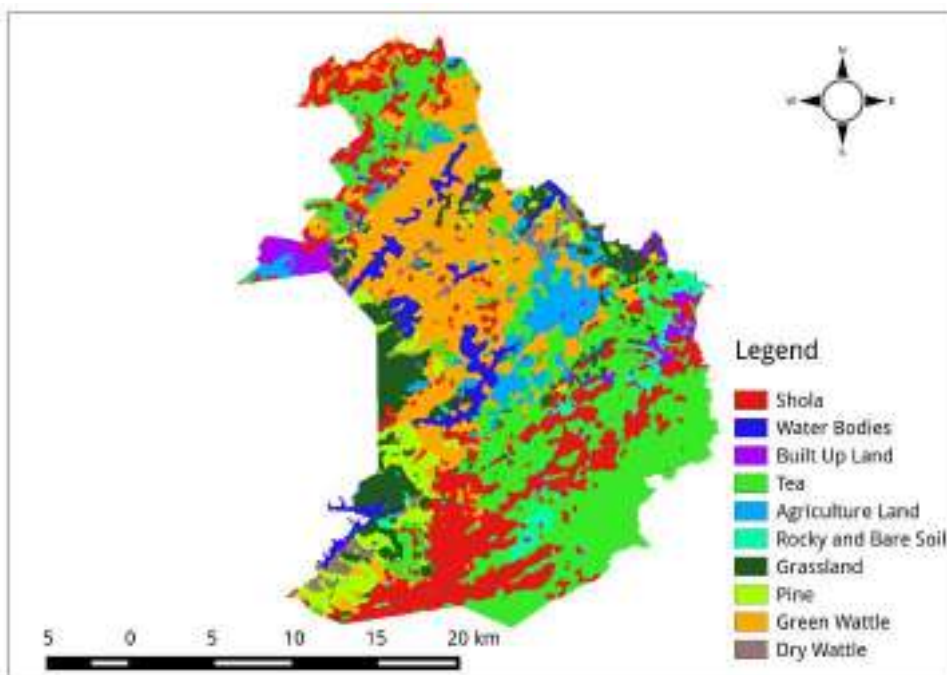 N
W E
S
Legend
Shola
Water Bodies
Built Up Land
Tea
Agriculture Land
Rocky and Bare Soil
Grassland
Pine
Green Wattle
Dry Wattle
5 0 5 10 15 20 km